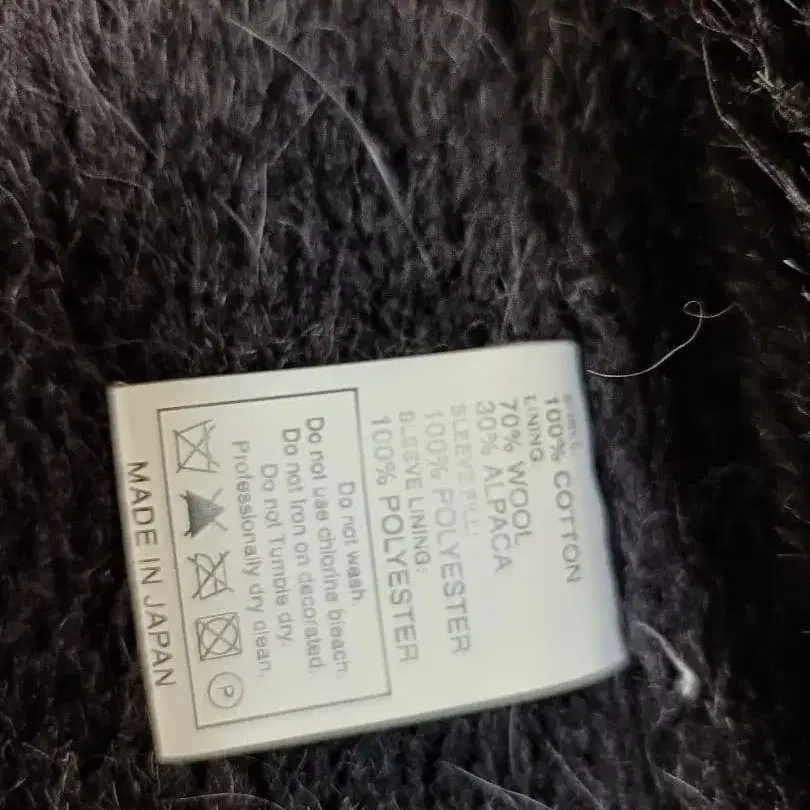 100% COTTON
LINING
70% WOOL
30% ALPACA
SLEEVE FILL:
100% POLYESTER
SLEEVE LINING:
100% POLYESTER
Do not wash.
Do not use chlorine bleach.
Do not Iron on decorated.
Do not Tumble dry.
Professionally dry clean.
P
MADE IN JAPAN